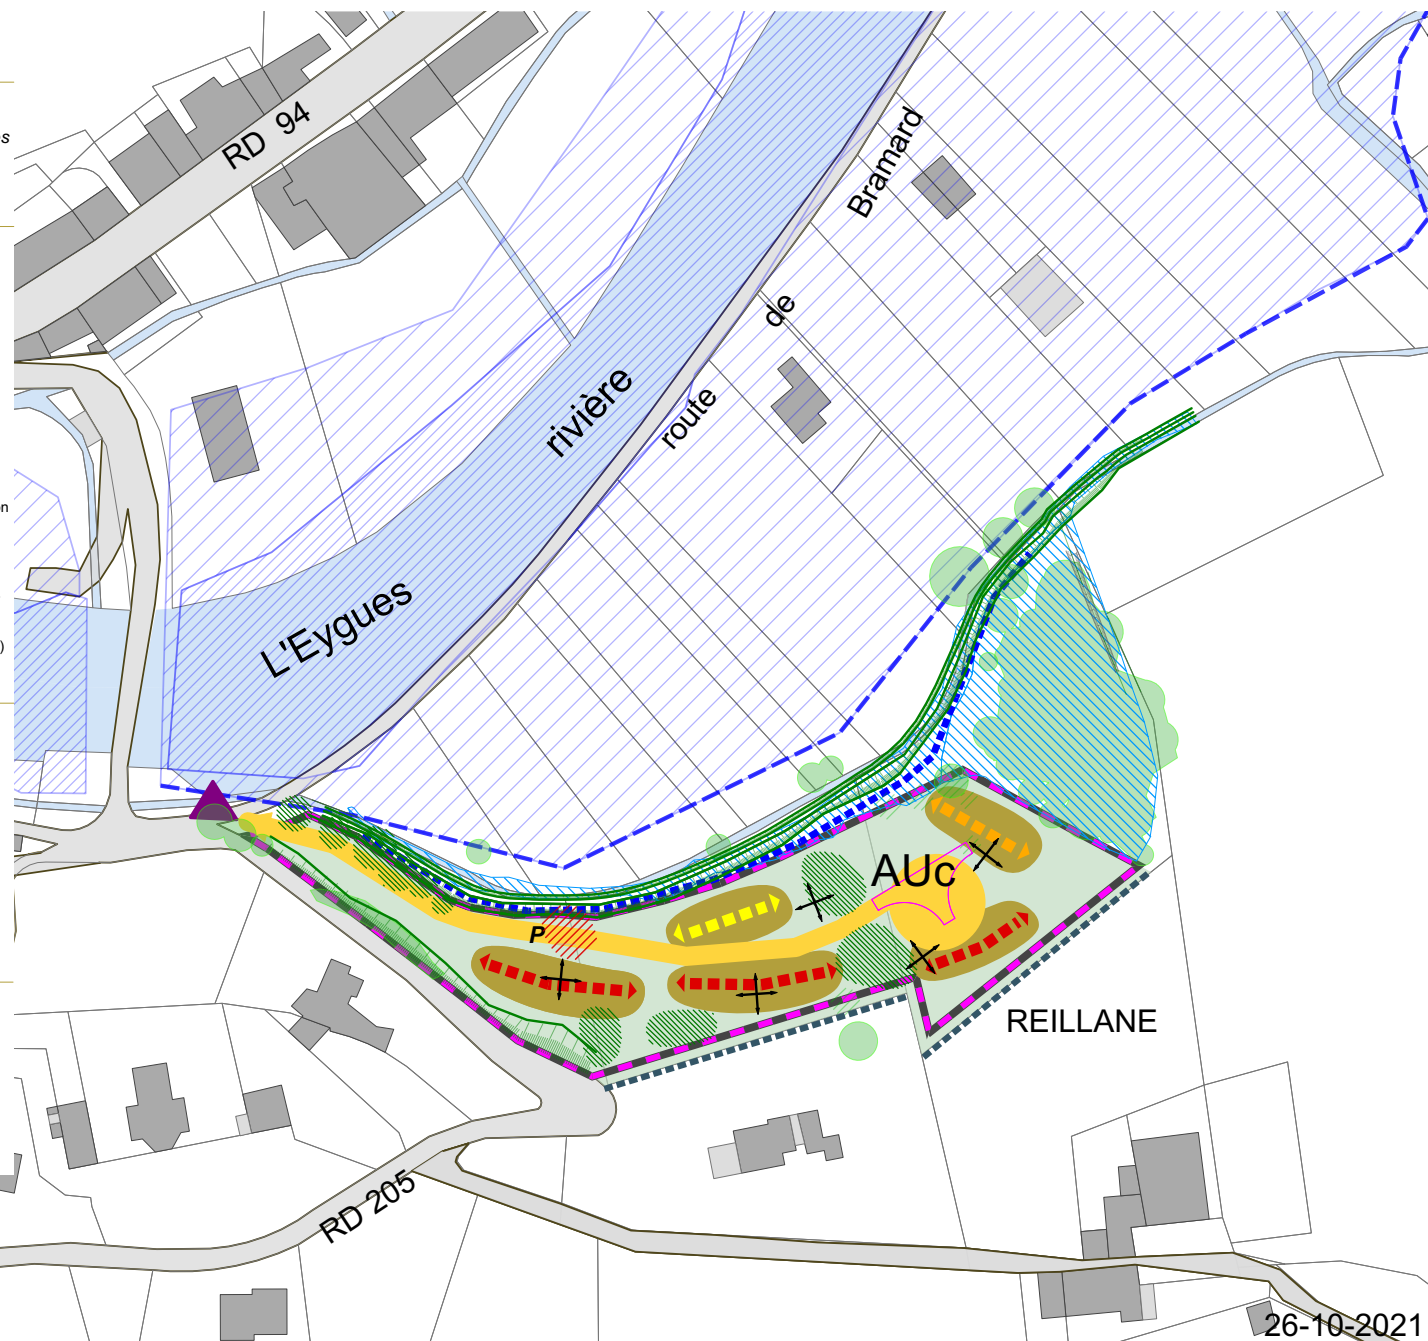 RD 94
Bramard
de
route
rivière
L'Eygues
P
AUc
REILLANE
RD 205
26-10-2021